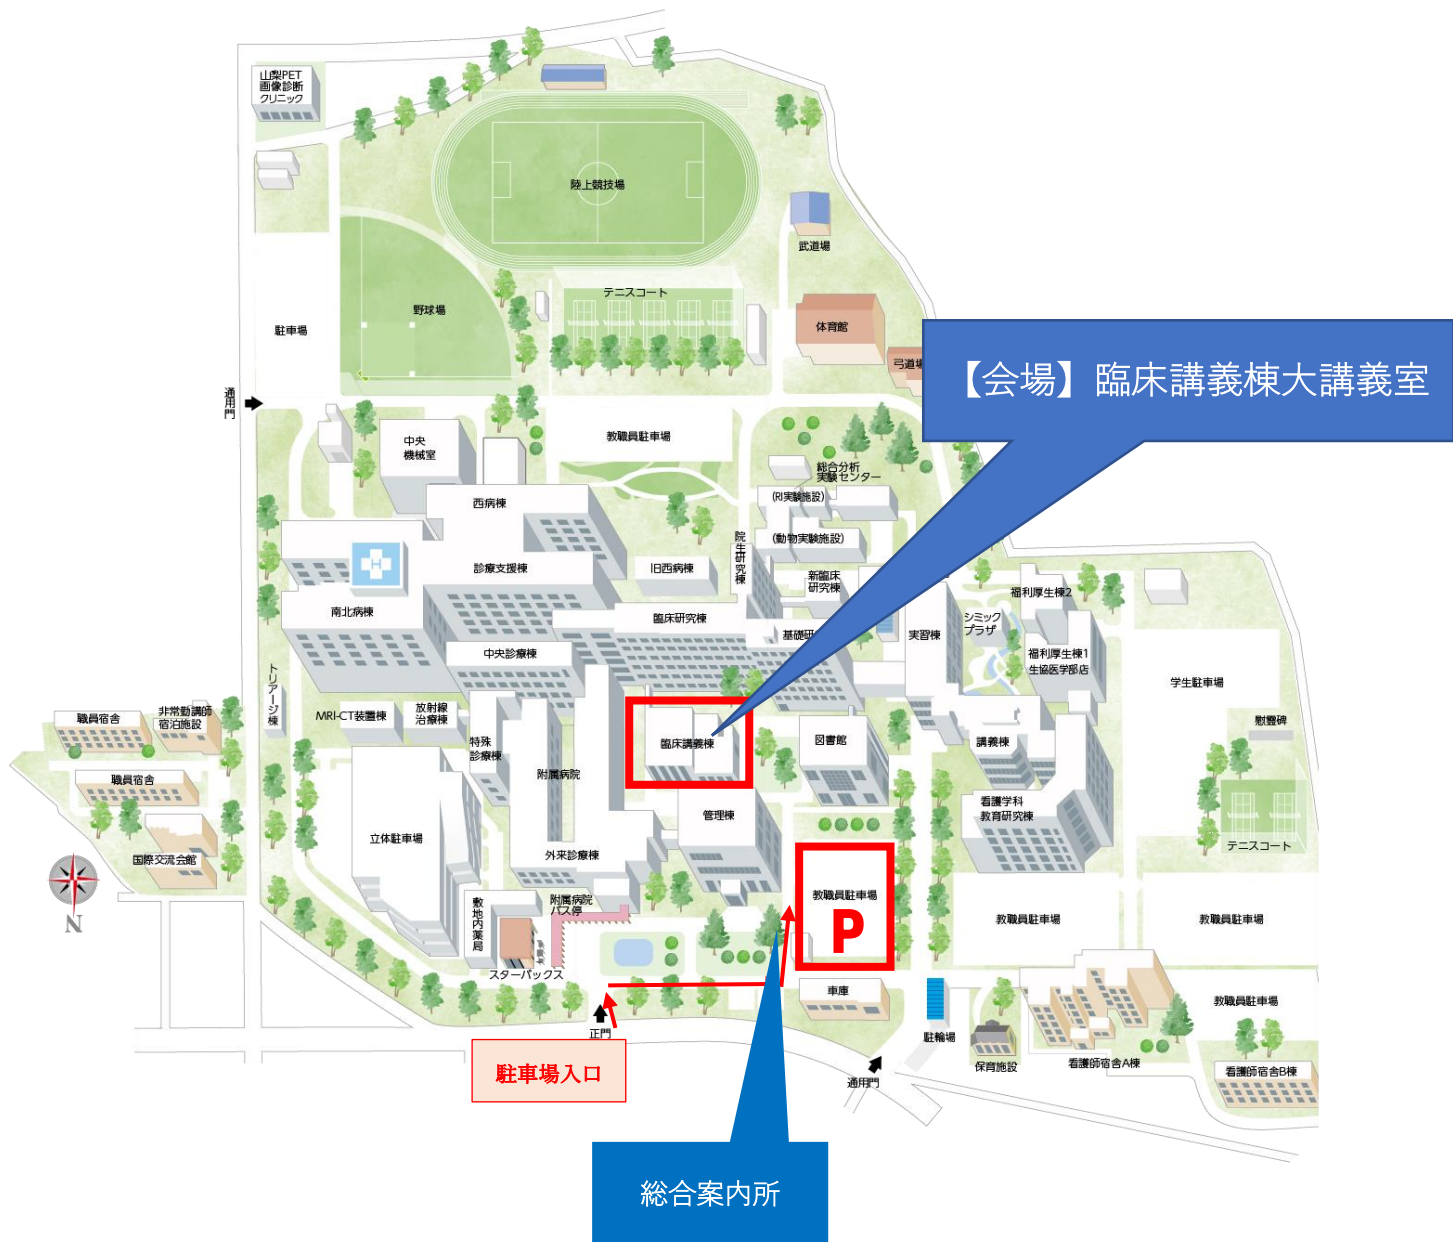 山梨PET
画像診断
クリニック
陸上競技場
武道場
テニスコート
野球場
駐車場
体育館
弓道場
【会場】臨床講義棟大講義室
通用門
中央
機械室
教職員駐車場
総合分析
実験センター
(RI実験施設)
西病棟
(動物実験施設)
院生研究棟
診療支援棟
旧西病棟
新臨床
研究棟
福利厚生棟2
南北病棟
臨床研究棟
シミック
プラザ
基礎研
実習棟
中央診療棟
福利厚生棟1
生協医学部店
トリアージ棟
学生駐車場
職員宿舎
非常勤講師
宿泊施設
MRI-CT装置棟
放射線
治療棟
慰霊碑
特殊
診療棟
臨床講義棟
図書館
講義棟
職員宿舎
附属病院
看護学科
教育研究棟
管理棟
立体駐車場
テニスコート
国際交流会館
外来診療棟
教職員駐車場
P
附属病院
バス停
敷地内薬局
教職員駐車場
教職員駐車場
N
スターバックス
車庫
教職員駐車場
正門
駐輪場
駐車場入口
保育施設
看護師宿舎A棟
看護師宿舎B棟
通用門
総合案内所